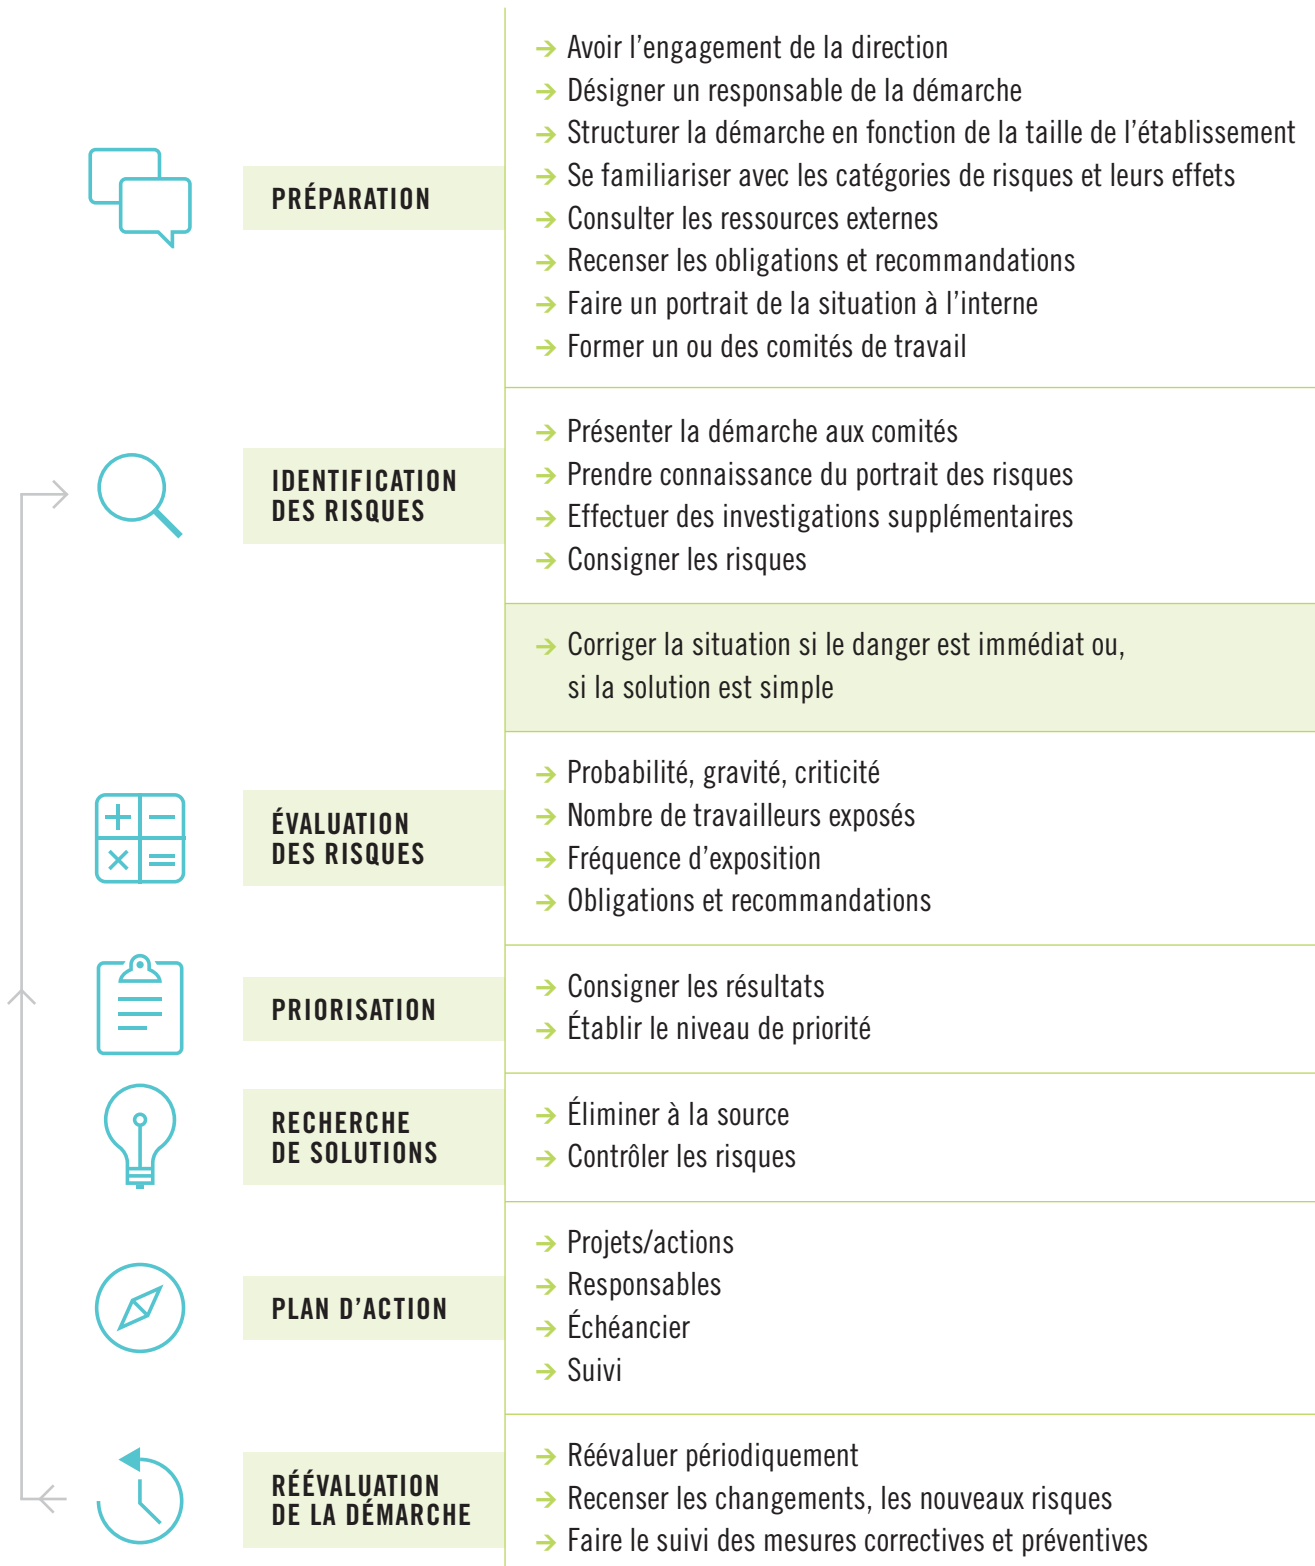 PRÉPARATION
→ Avoir l’engagement de la direction
→ Désigner un responsable de la démarche
→ Structurer la démarche en fonction de la taille de l’établissement
→ Se familiariser avec les catégories de risques et leurs effets
→ Consulter les ressources externes
→ Recenser les obligations et recommandations
→ Faire un portrait de la situation à l’interne
→ Former un ou des comités de travail
IDENTIFICATION
DES RISQUES
→ Présenter la démarche aux comités
→ Prendre connaissance du portrait des risques
→ Effectuer des investigations supplémentaires
→ Consigner les risques
→ Corriger la situation si le danger est immédiat ou,
si la solution est simple
ÉVALUATION
DES RISQUES
→ Probabilité, gravité, criticité
→ Nombre de travailleurs exposés
→ Fréquence d’exposition
→ Obligations et recommandations
PRIORISATION
→ Consigner les résultats
→ Établir le niveau de priorité
RECHERCHE
DE SOLUTIONS
→ Éliminer à la source
→ Contrôler les risques
PLAN D’ACTION
→ Projets/actions
→ Responsables
→ Échéancier
→ Suivi
RÉÉVALUATION
DE LA DÉMARCHE
→ Réévaluer périodiquement
→ Recenser les changements, les nouveaux risques
→ Faire le suivi des mesures correctives et préventives